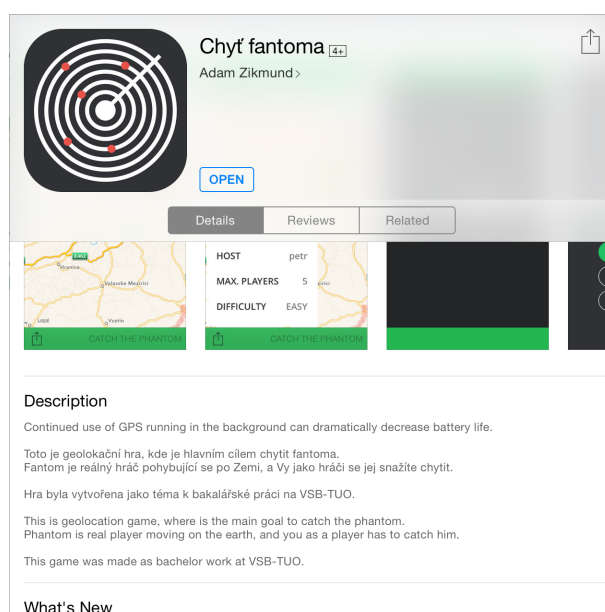 Chyť fantoma 4+
Adam Zikmund >
OPEN
Details Reviews Related
E462
Hranice
Valasske Mezirici
Vsetin
HOST petr
MAX. PLAYERS 5
DIFFICULTY EASY
CATCH THE PHANTOM
CATCH THE PHANTOM
Description
Continued use of GPS running in the background can dramatically decrease battery life.
Toto je geolokační hra, kde je hlavním cílem chytit fantoma.
Fantom je reálný hráč pohybující se po Zemi, a Vy jako hráči se jej snažíte chytit.
Hra byla vytvořena jako téma k bakalářské práci na VSB-TUO.
This is geolocation game, where is the main goal to catch the phantom.
Phantom is real player moving on the earth, and you as a player has to catch him.
This game was made as bachelor work at VSB-TUO.
What's New